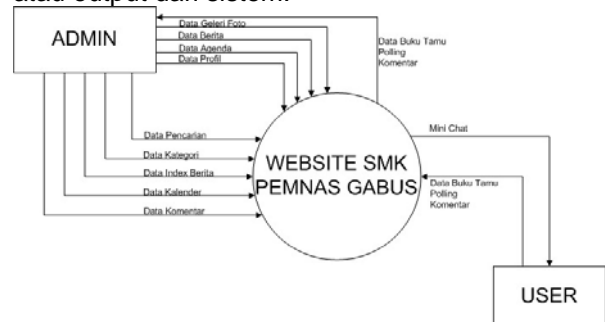 atau output dari sistem.
ADMIN
Data Geleri Foto
Data Berita
Data Agenda
Data Profil
Data Buku Tamu
Polling
Komentar
Data Pencarian
Data Kategori
Data Index Berita
Data Kalender
Data Komentar
WEBSITE SMK
PEMNAS GABUS
Mini Chat
Data Buku Tamu
Polling
Komentar
USER